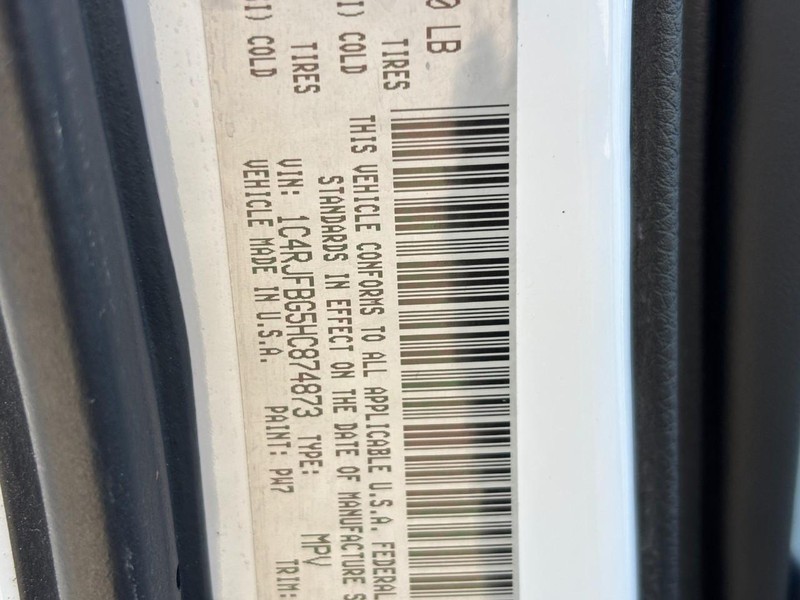 0 LB
TIRES
I) COLD
THIS VEHICLE CONFORMS TO ALL APPLICABLE U.S.A. FEDERAL
STANDARDS IN EFFECT ON THE DATE OF MANUFACTURE S
TIRES
VIN: 1C4RJFBG5HC874873 TYPE: MPV
I) COLD
VEHICLE MADE IN U.S.A. PAINT: PW7 TRIM: